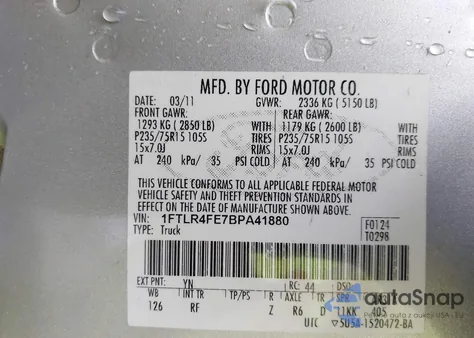 MFD. BY FORD MOTOR CO.
DATE: 03/11 GVWR: 2336 KG ( 5150 LB)
FRONT GAWR: REAR GAWR:
1293 KG ( 2850 LB) WITH 1179 KG ( 2600 LB) WITH
P235/75R15 105S TIRES P235/75R15 105S TIRES
15x7.0J RIMS 15x7.0J RIMS
AT 240 kPa/ 35 PSI COLD AT 240 kPa/ 35 PSI COLD
THIS VEHICLE CONFORMS TO ALL APPLICABLE FEDERAL MOTOR
VEHICLE SAFETY AND THEFT PREVENTION STANDARDS IN
EFFECT ON THE DATE OF MANUFACTURE SHOWN ABOVE.
VIN: 1FTLR4FE7BPA41880 F0124
TYPE: Truck T0298
EXT PNT: YN RC: 44 DSO:
WB INT TR TP/PS R AXLE TR SPR
126 RF Z R6 D 405
UTC
autoSnap